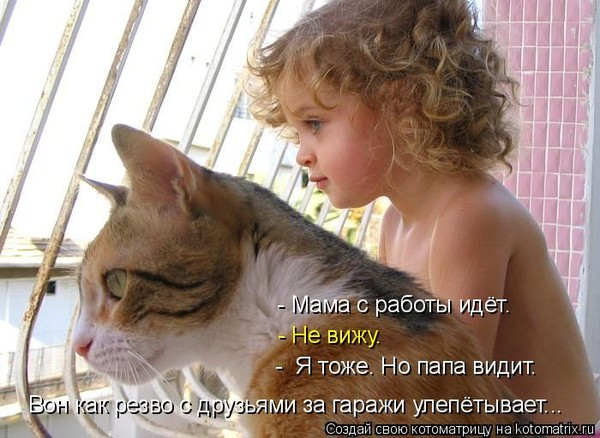 - Мама с работы идёт.
- Не вижу.
- Я тоже. Но папа видит.
Вон как резво с друзьями за гаражи улепётывает...
Создай свою котоматрицу на kotomatrix.ru